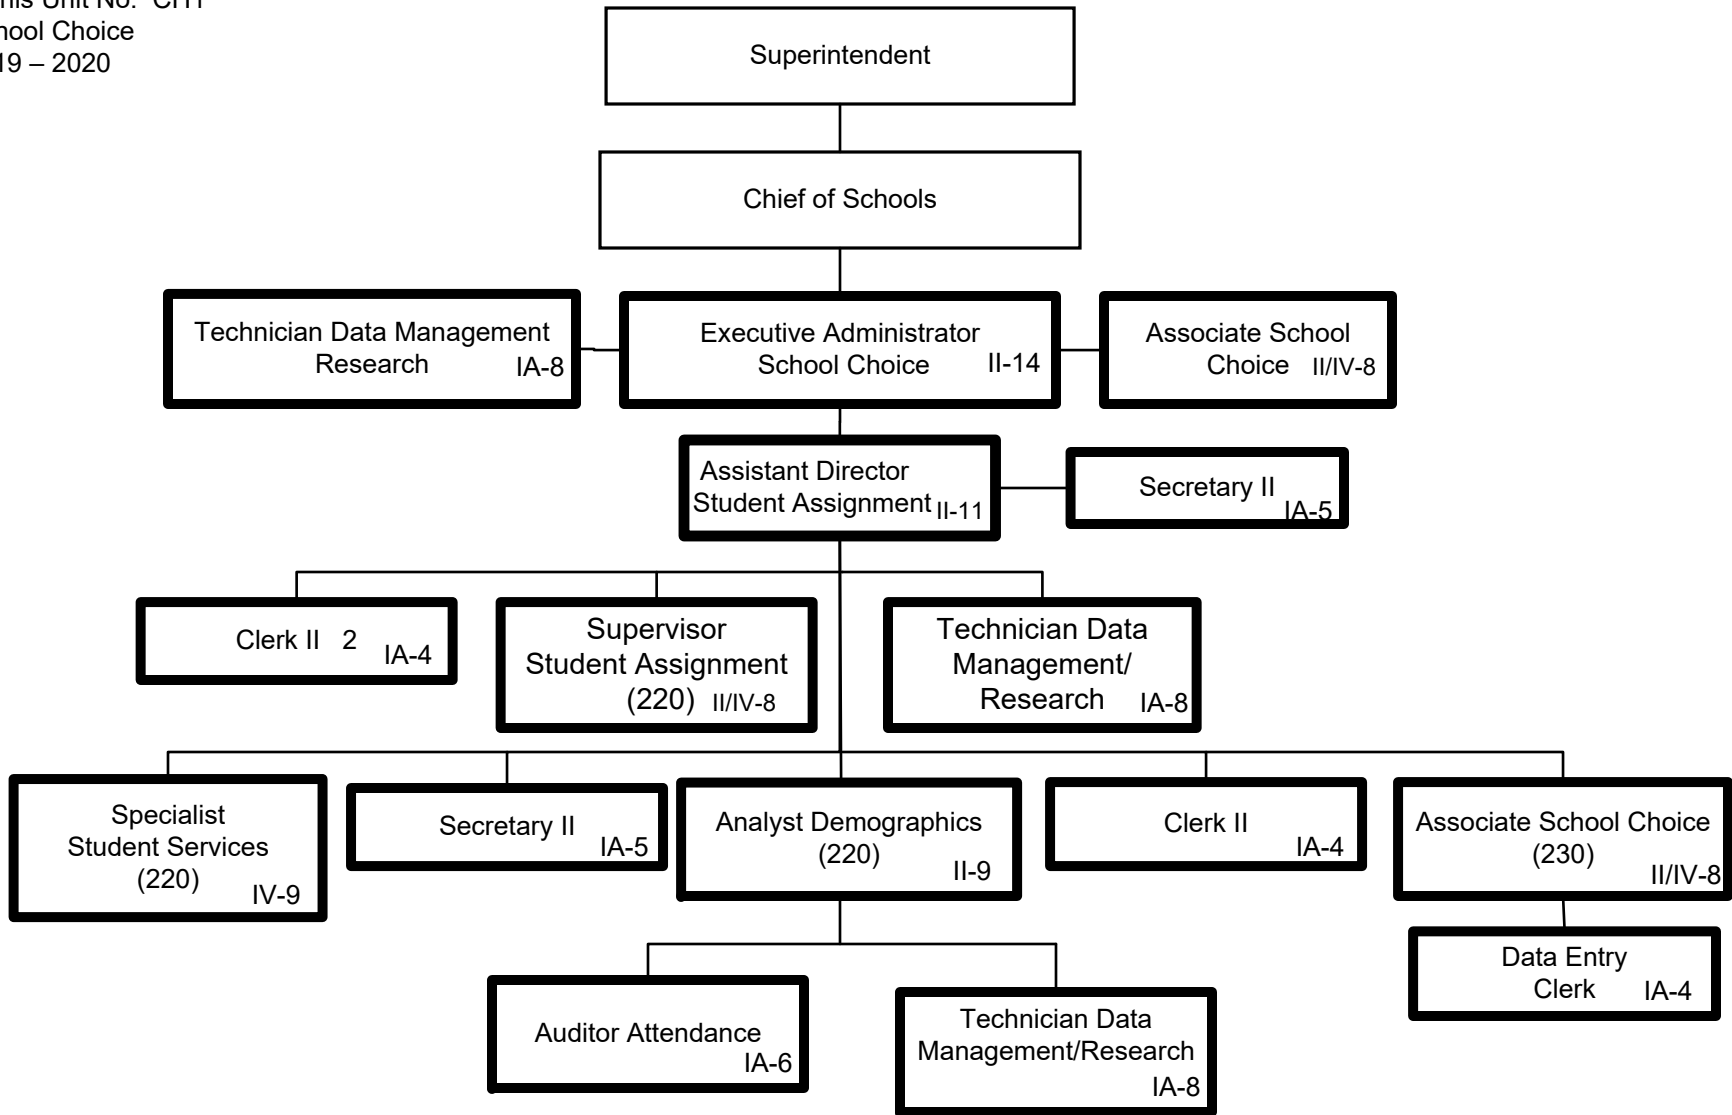 Unit No.
Choice
– 2020
Superintendent
Chief of Schools
Technician Data Management
Research IA-8
Executive Administrator
School Choice II-14
Associate School
Choice II/IV-8
Assistant Director
Student Assignment II-11
Secretary II
IA-5
Clerk II 2 IA-4
Supervisor
Student Assignment
(220) II/IV-8
Technician Data
Management/
Research IA-8
Specialist
Student Services
(220)
IV-9
Secretary II
IA-5
Analyst Demographics
(220)
II-9
Clerk II
IA-4
Associate School Choice
(230)
II/IV-8
Data Entry
Clerk IA-4
Auditor Attendance
IA-6
Technician Data
Management/Research
IA-8